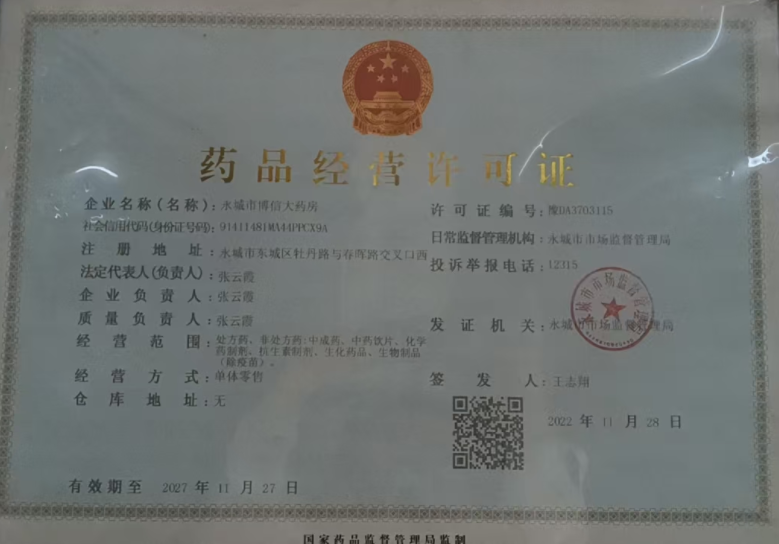 药品经营许可证
企业名称(名称)：永城市博信大药房
社会信用代码(身份证号码)：91411481MA44PPCX9A
注册地址：永城市东城区牡丹路与春晖路交叉口西
法定代表人(负责人)：张云霞
企业负责人：张云霞
质量负责人：张云霞
经营范围：处方药、非处方药:中成药、中药饮片、化学
药制剂、抗生素制剂、生化药品、生物制品
（除疫苗）。
经营方式：单体零售
仓库地址：无
许可证编号：豫DA3703115
日常监督管理机构：永城市市场监督管理局
投诉举报电话：12315
发证机关：永城市市场监督管理局
永城市市场监督管理局
签发人：王志翔
2022 年 11 月 28 日
有效期至 2027 年 11 月 27 日
国家药品监督管理局监制